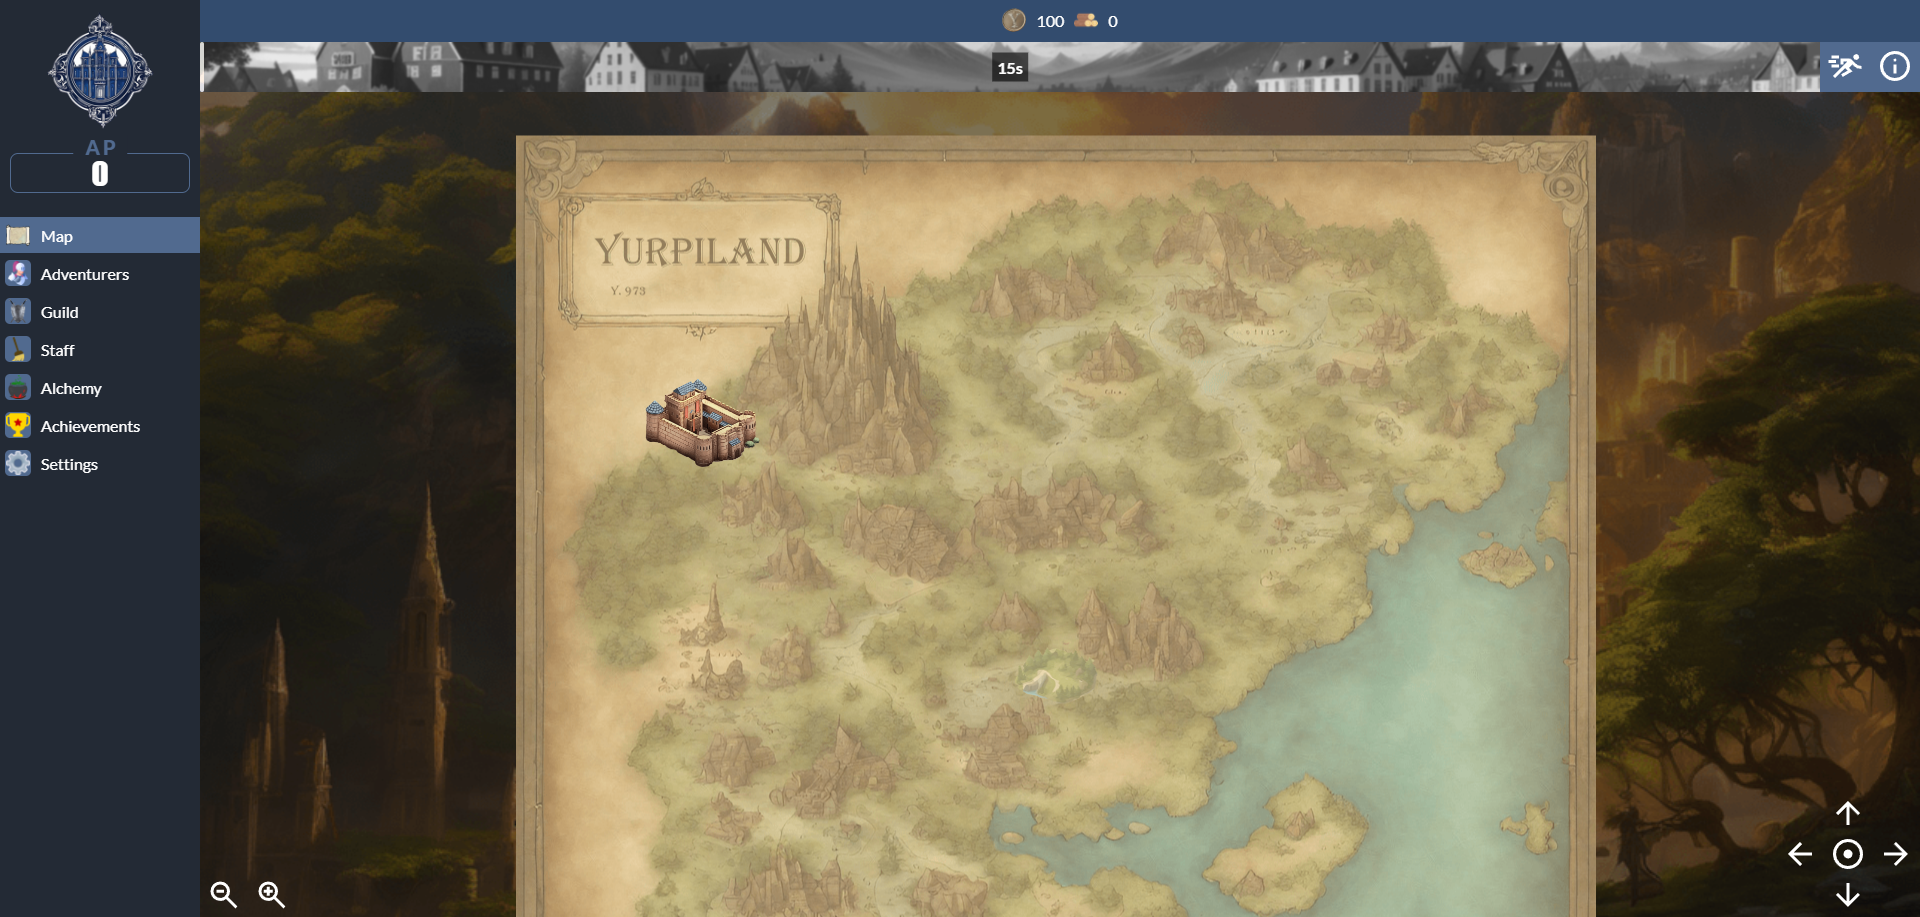 100 0
15s
AP
0
Map
Adventurers
Guild
Staff
Alchemy
Achievements
Settings
YURPILAND
Y. 973